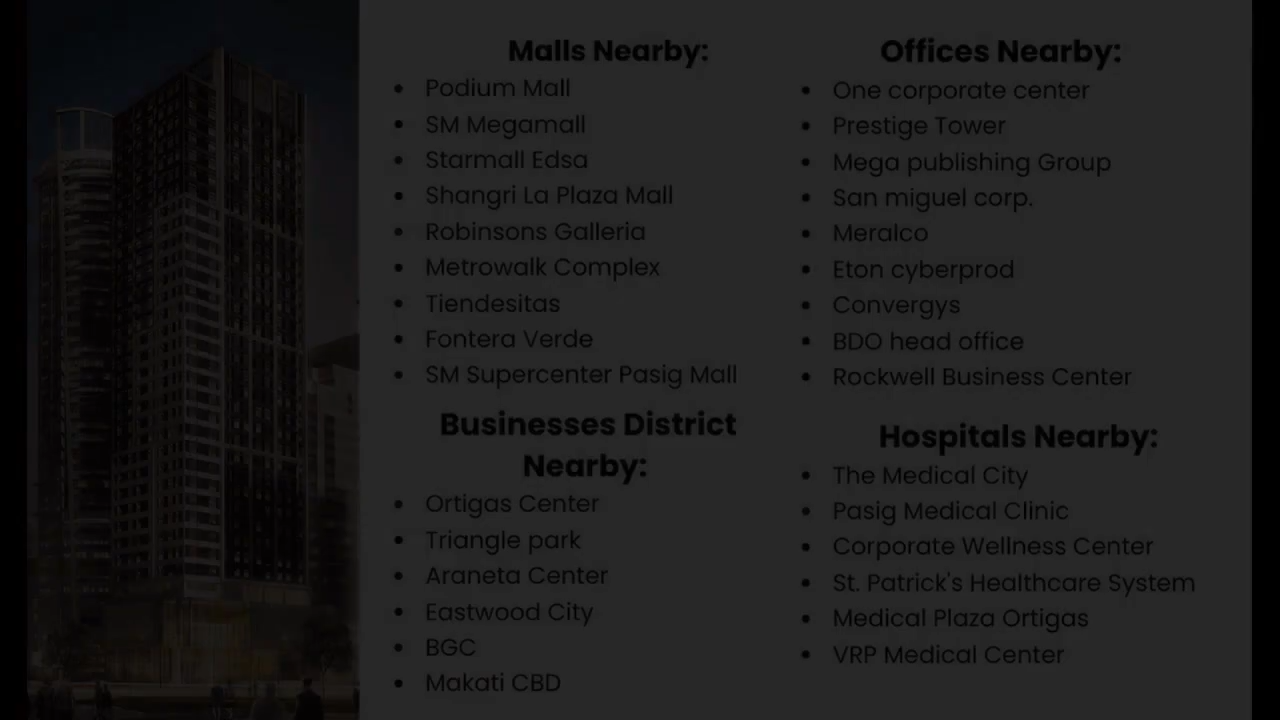 Malls Nearby:
• Podium Mall
• SM Megamall
• Starmall Edsa
• Shangri La Plaza Mall
• Robinsons Galleria
• Metrowalk Complex
• Tiendesitas
• Fontera Verde
• SM Supercenter Pasig Mall
Businesses District
Nearby:
• Ortigas Center
• Triangle park
• Araneta Center
• Eastwood City
• BGC
• Makati CBD
Offices Nearby:
• One corporate center
• Prestige Tower
• Mega publishing Group
• San miguel corp.
• Meralco
• Eton cyberprod
• Convergys
• BDO head office
• Rockwell Business Center
Hospitals Nearby:
• The Medical City
• Pasig Medical Clinic
• Corporate Wellness Center
• St. Patrick's Healthcare System
• Medical Plaza Ortigas
• VRP Medical Center